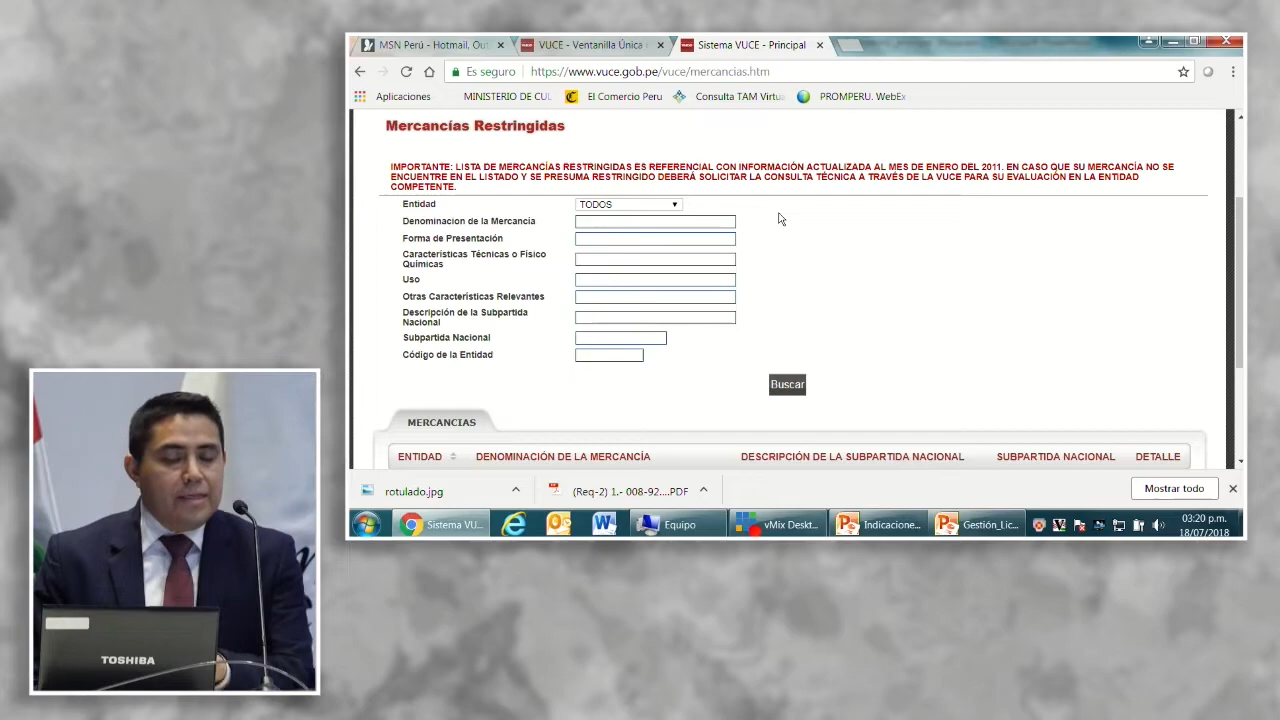 MSN Perú - Hotmail, Out
VUCE - Ventanilla Única
Sistema VUCE - Principal
Es seguro
https://www.vuce.gob.pe/vuce/mercancias.htm
Aplicaciones
MINISTERIO DE CUL
El Comercio Peru
Consulta TAM Virtua
PROMPERU. WebEx
Mercancías Restringidas
IMPORTANTE: LISTA DE MERCANCÍAS RESTRINGIDAS ES REFERENCIAL CON INFORMACIÓN ACTUALIZADA AL MES DE ENERO DEL 2011. EN CASO QUE SU MERCANCÍA NO SE
ENCUENTRE EN EL LISTADO Y SE PRESUMA RESTRINGIDO DEBERÁ SOLICITAR LA CONSULTA TÉCNICA A TRAVÉS DE LA VUCE PARA SU EVALUACIÓN EN LA ENTIDAD
COMPETENTE.
Entidad
TODOS
Denominacion de la Mercancía
Forma de Presentación
Características Técnicas o Físico
Químicas
Uso
Otras Características Relevantes
Descripción de la Subpartida
Nacional
Subpartida Nacional
Código de la Entidad
Buscar
MERCANCIAS
ENTIDAD
DENOMINACIÓN DE LA MERCANCÍA
DESCRIPCIÓN DE LA SUBPARTIDA NACIONAL
SUBPARTIDA NACIONAL
DETALLE
rotulado.jpg
(Req-2) 1.- 008-92....PDF
Mostrar todo
Sistema VU...
Equipo
vMix Deskt...
Indicacione...
Gestión_Lic...
03:20 p.m.
18/07/2018
TOSHIBA